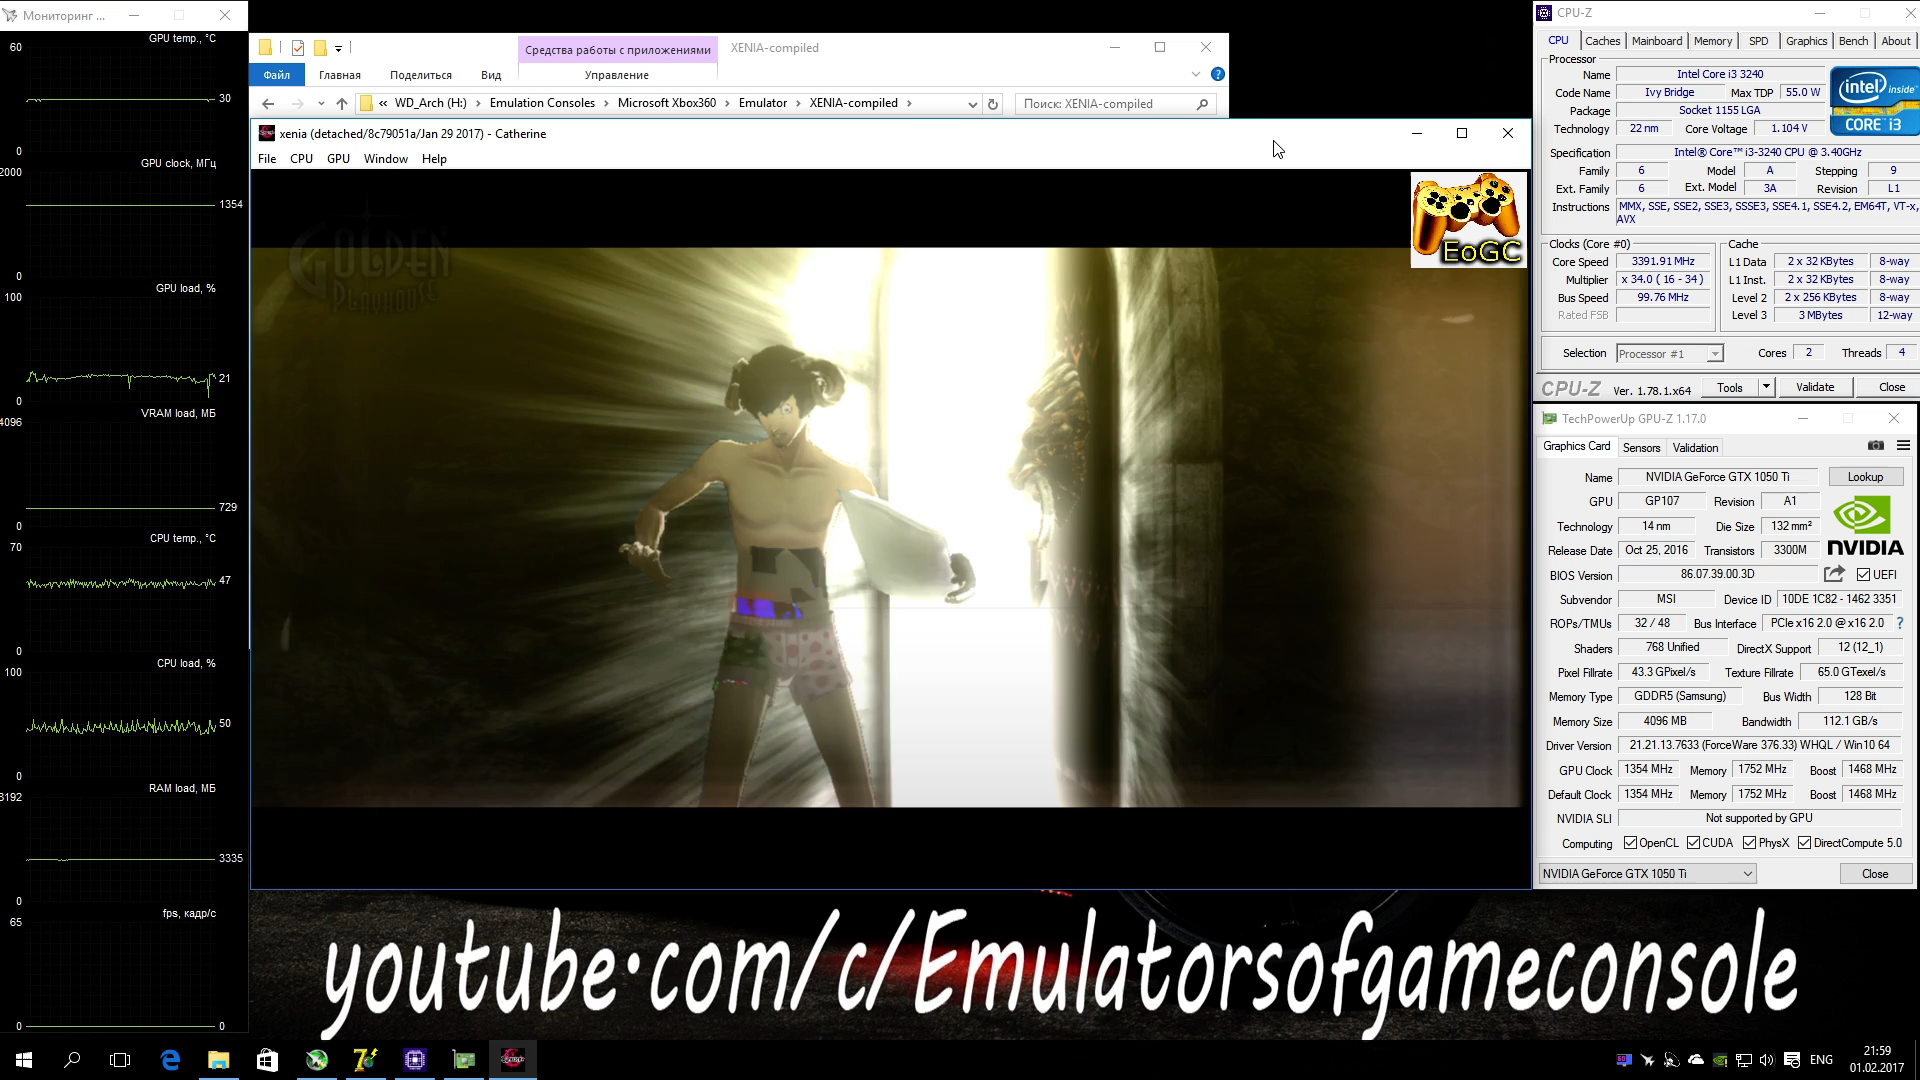 Мониторинг ...
GPU temp., °C
60
30
0
GPU clock, МГц
2000
1354
0
GPU load, %
100
21
0
VRAM load, МБ
4096
729
0
CPU temp., °C
70
47
0
CPU load, %
100
50
0
RAM load, МБ
8192
3335
0
fps, кадр/с
65
0
0
Средства работы с приложениями
XENIA-compiled
Файл
Главная
Поделиться
Вид
Управление
« WD_Arch (H:) › Emulation Consoles › Microsoft Xbox360 › Emulator › XENIA-compiled ›
Поиск: XENIA-compiled
xenia (detached/8c79051a/Jan 29 2017) - Catherine
File CPU GPU Window Help
GOLDEN
PLAYHOUSE
EoGC
youtube.com/c/Emulatorsofgameconsole
CPU-Z
CPU Caches Mainboard Memory SPD Graphics Bench About
Processor
Name Intel Core i3 3240
Code Name Ivy Bridge Max TDP 55.0 W
Package Socket 1155 LGA
Technology 22 nm Core Voltage 1.104 V
intel inside
CORE i3
Specification Intel® Core™ i3-3240 CPU @ 3.40GHz
Family 6 Model A Stepping 9
Ext. Family 6 Ext. Model 3A Revision L1
Instructions MMX, SSE, SSE2, SSE3, SSSE3, SSE4.1, SSE4.2, EM64T, VT-x,
AVX
Clocks (Core #0)
Core Speed 3391.91 MHz
Multiplier x 34.0 ( 16 - 34 )
Bus Speed 99.76 MHz
Rated FSB
Cache
L1 Data 2 x 32 KBytes 8-way
L1 Inst. 2 x 32 KBytes 8-way
Level 2 2 x 256 KBytes 8-way
Level 3 3 MBytes 12-way
Selection Processor #1 Cores 2 Threads 4
CPU-Z Ver. 1.78.1.x64 Tools Validate Close
TechPowerUp GPU-Z 1.17.0
Graphics Card Sensors Validation
Name NVIDIA GeForce GTX 1050 Ti Lookup
GPU GP107 Revision A1
Technology 14 nm Die Size 132 mm²
Release Date Oct 25, 2016 Transistors 3300M
NVIDIA
BIOS Version 86.07.39.00.3D UEFI
Subvendor MSI Device ID 10DE 1C82 - 1462 3351
ROPs/TMUs 32 / 48 Bus Interface PCIe x16 2.0 @ x16 2.0 ?
Shaders 768 Unified DirectX Support 12 (12_1)
Pixel Fillrate 43.3 GPixel/s Texture Fillrate 65.0 GTexel/s
Memory Type GDDR5 (Samsung) Bus Width 128 Bit
Memory Size 4096 MB Bandwidth 112.1 GB/s
Driver Version 21.21.13.7633 (ForceWare 376.33) WHQL / Win10 64
GPU Clock 1354 MHz Memory 1752 MHz Boost 1468 MHz
Default Clock 1354 MHz Memory 1752 MHz Boost 1468 MHz
NVIDIA SLI Not supported by GPU
Computing OpenCL CUDA PhysX DirectCompute 5.0
NVIDIA GeForce GTX 1050 Ti Close
ENG
21:59
01.02.2017